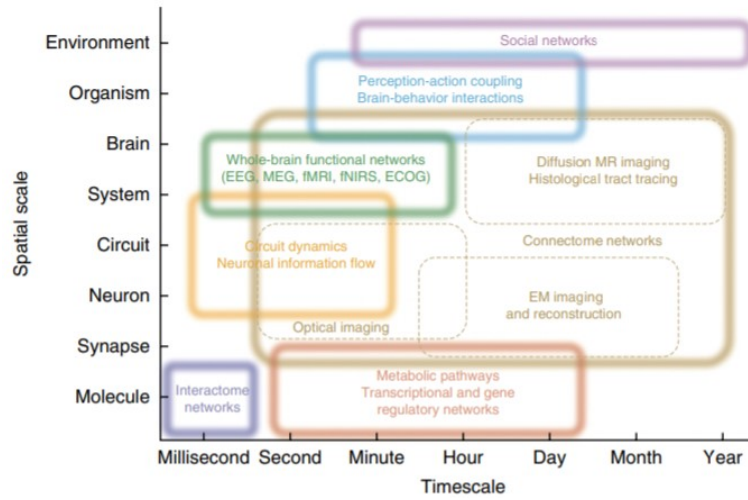 Environment
Social networks
Organism
Perception-action coupling
Brain-behavior interactions
Brain
Whole-brain functional networks
(EEG, MEG, fMRI, fNIRS, ECOG)
Diffusion MR imaging
Histological tract tracing
System
Spatial scale
Circuit
Circuit dynamics
Neuronal information flow
Connectome networks
Neuron
EM imaging
and reconstruction
Optical imaging
Synapse
Molecule
Interactome
networks
Metabolic pathways
Transcriptional and gene
regulatory networks
Millisecond Second Minute Hour Day Month Year
Timescale